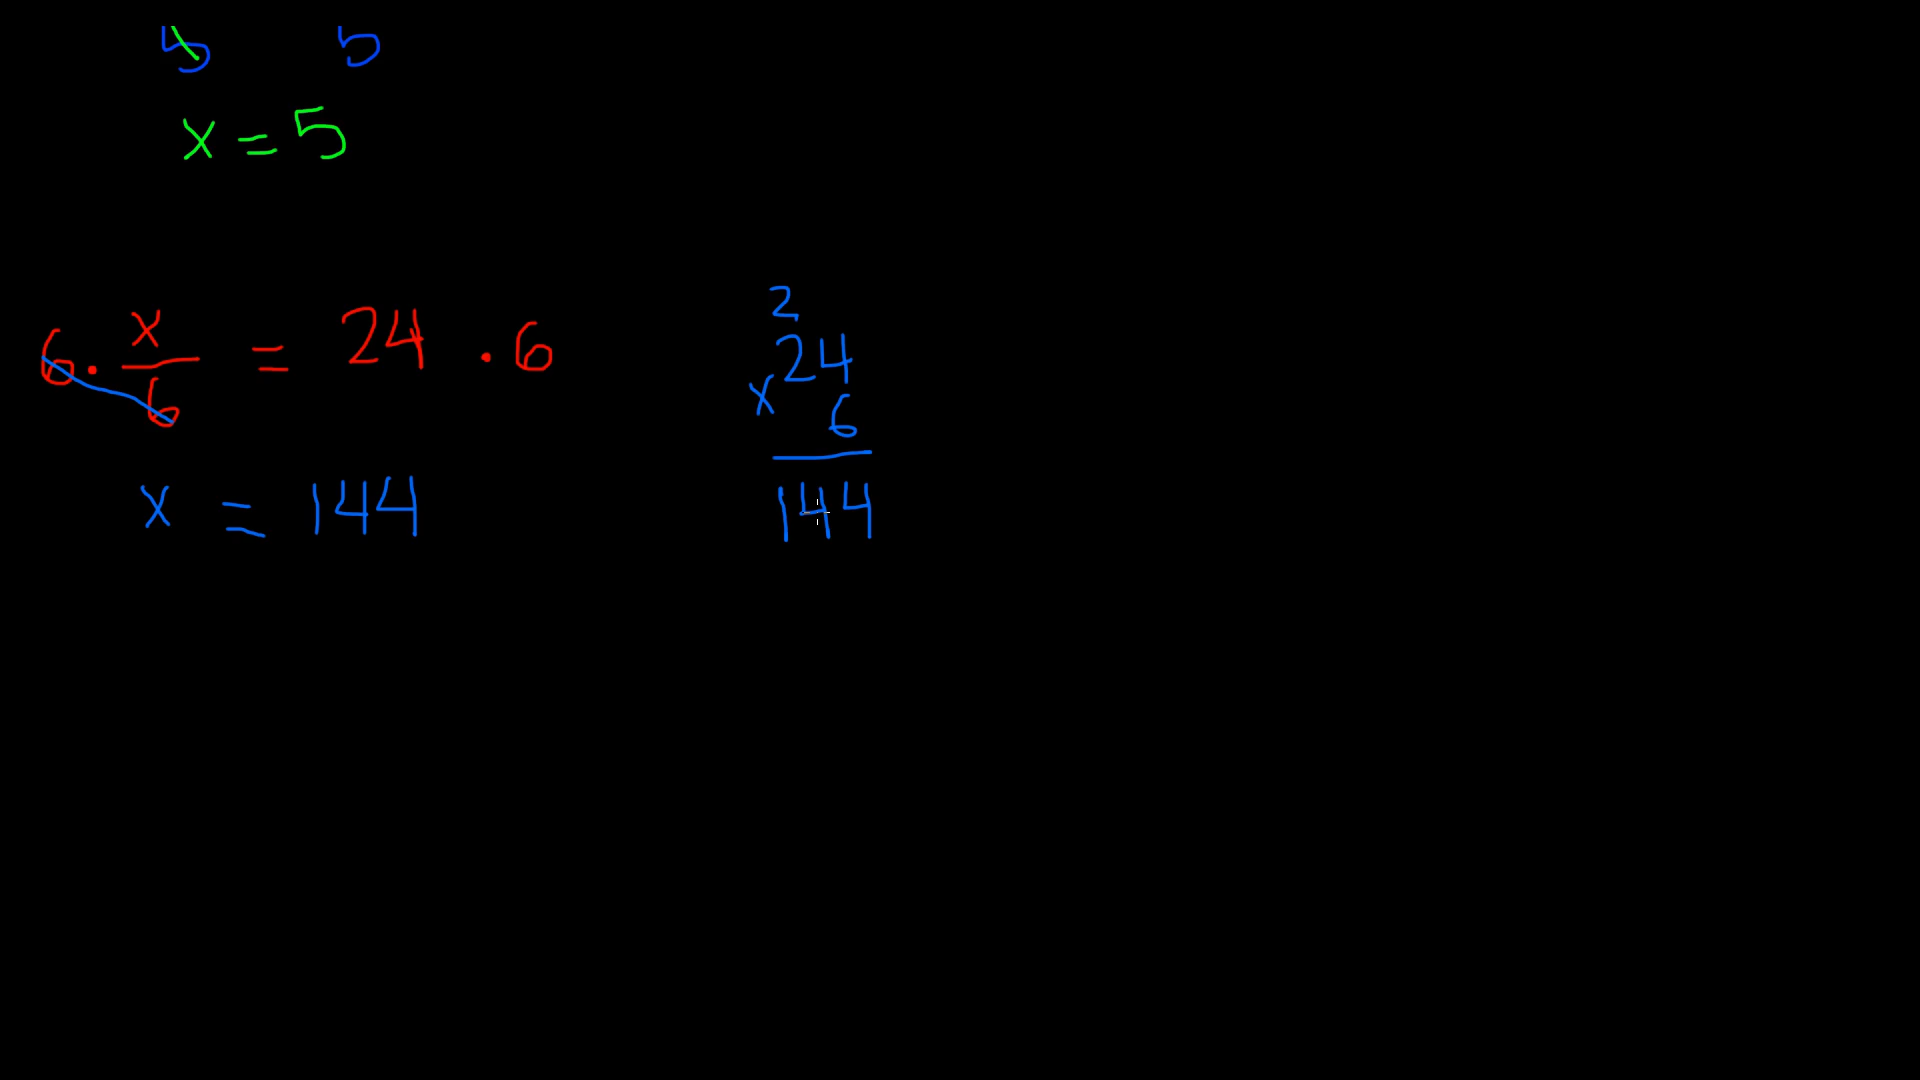 5 5
x = 5
6 · x/6 = 24 · 6
x = 144
2
24
x 6
144